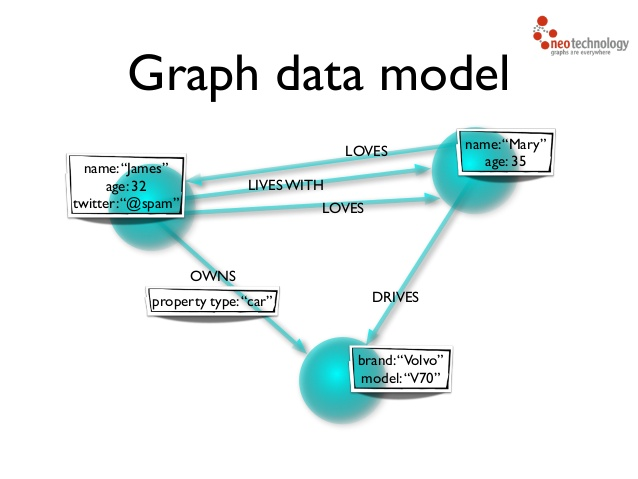 neotechnology
graphs are everywhere
Graph data model
LOVES
name: “Mary”
age: 35
name: “James”
age: 32
twitter: “@spam”
LIVES WITH
LOVES
OWNS
property type: “car”
DRIVES
brand: “Volvo”
model: “V70”